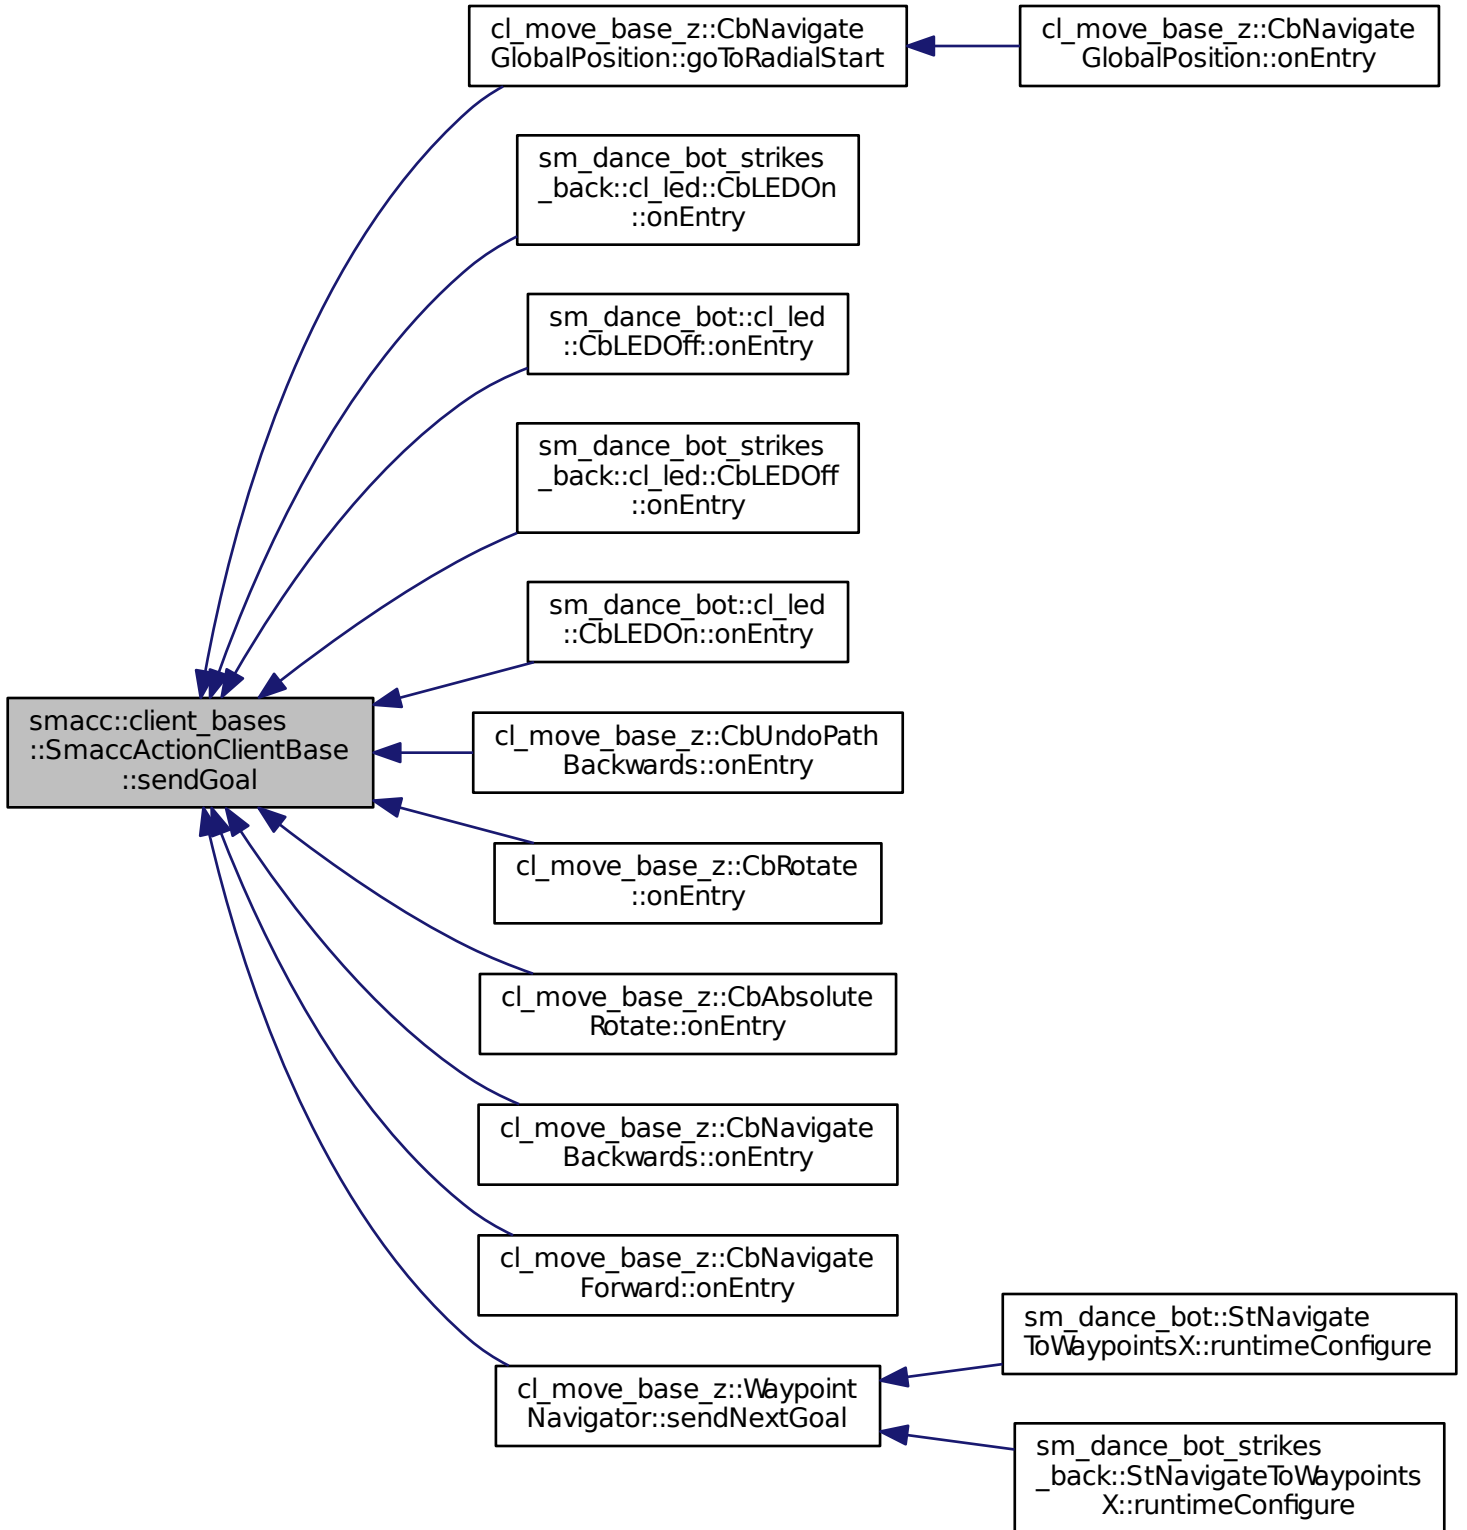 cl_move_base_z::CbNavigate
GlobalPosition::goToRadialStart
cl_move_base_z::CbNavigate
GlobalPosition::onEntry
sm_dance_bot_strikes
_back::cl_led::CbLEDOn
::onEntry
sm_dance_bot::cl_led
::CbLEDOff::onEntry
sm_dance_bot_strikes
_back::cl_led::CbLEDOff
::onEntry
sm_dance_bot::cl_led
::CbLEDOn::onEntry
smacc::client_bases
::SmaccActionClientBase
::sendGoal
cl_move_base_z::CbUndoPath
Backwards::onEntry
cl_move_base_z::CbRotate
::onEntry
cl_move_base_z::CbAbsolute
Rotate::onEntry
cl_move_base_z::CbNavigate
Backwards::onEntry
cl_move_base_z::CbNavigate
Forward::onEntry
cl_move_base_z::Waypoint
Navigator::sendNextGoal
sm_dance_bot::StNavigate
ToWaypointsX::runtimeConfigure
sm_dance_bot_strikes
_back::StNavigateToWaypoints
X::runtimeConfigure